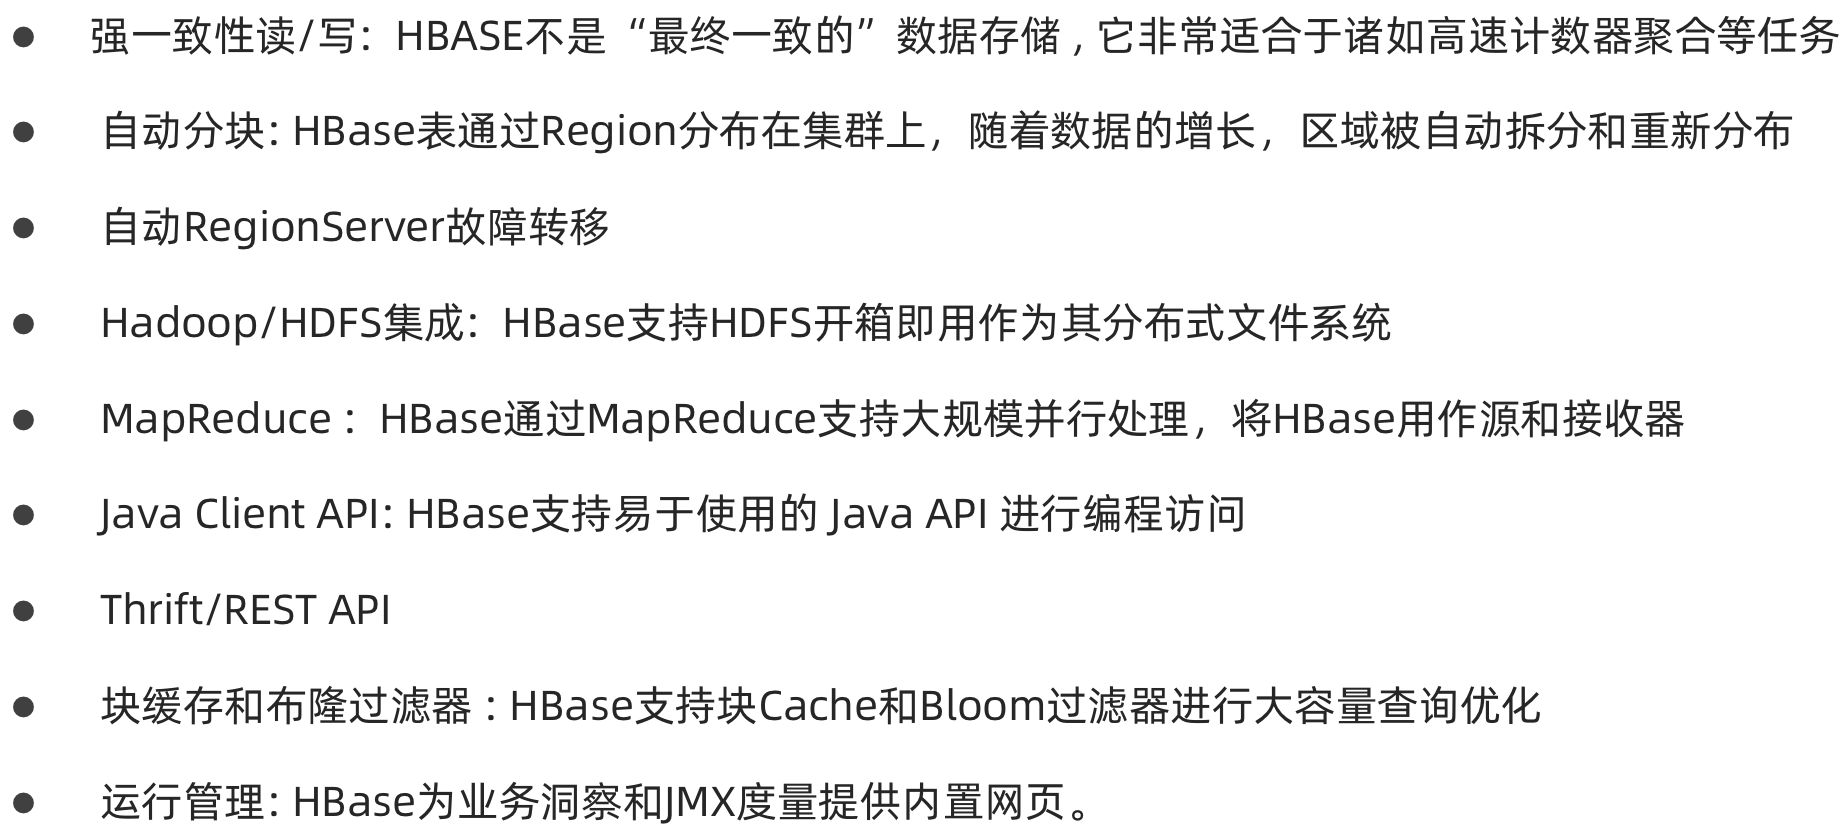 ● 强一致性读/写：HBASE不是“最终一致的”数据存储 , 它非常适合于诸如高速计数器聚合等任务
● 自动分块: HBase表通过Region分布在集群上，随着数据的增长，区域被自动拆分和重新分布
● 自动RegionServer故障转移
● Hadoop/HDFS集成：HBase支持HDFS开箱即用作为其分布式文件系统
● MapReduce： HBase通过MapReduce支持大规模并行处理，将HBase用作源和接收器
● Java Client API: HBase支持易于使用的 Java API 进行编程访问
● Thrift/REST API
● 块缓存和布隆过滤器 : HBase支持块Cache和Bloom过滤器进行大容量查询优化
● 运行管理: HBase为业务洞察和JMX度量提供内置网页。